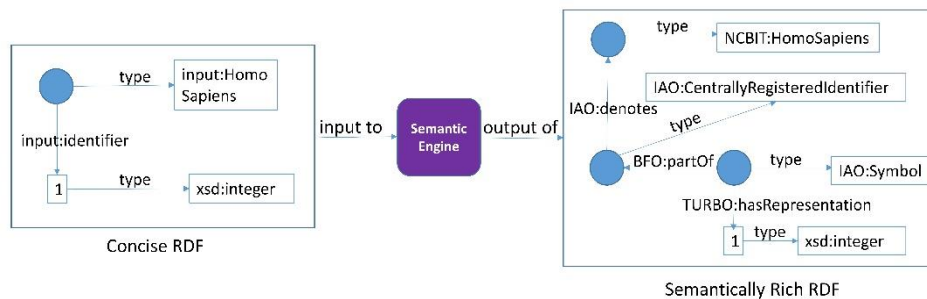 type
input:Homo
Sapiens
input:identifier
1
type
xsd:integer
Concise RDF
input to
Semantic
Engine
output of
type
NCBIT:HomoSapiens
IAO:CentrallyRegisteredIdentifier
IAO:denotes
type
BFO:partOf
type
IAO:Symbol
TURBO:hasRepresentation
1
type
xsd:integer
Semantically Rich RDF